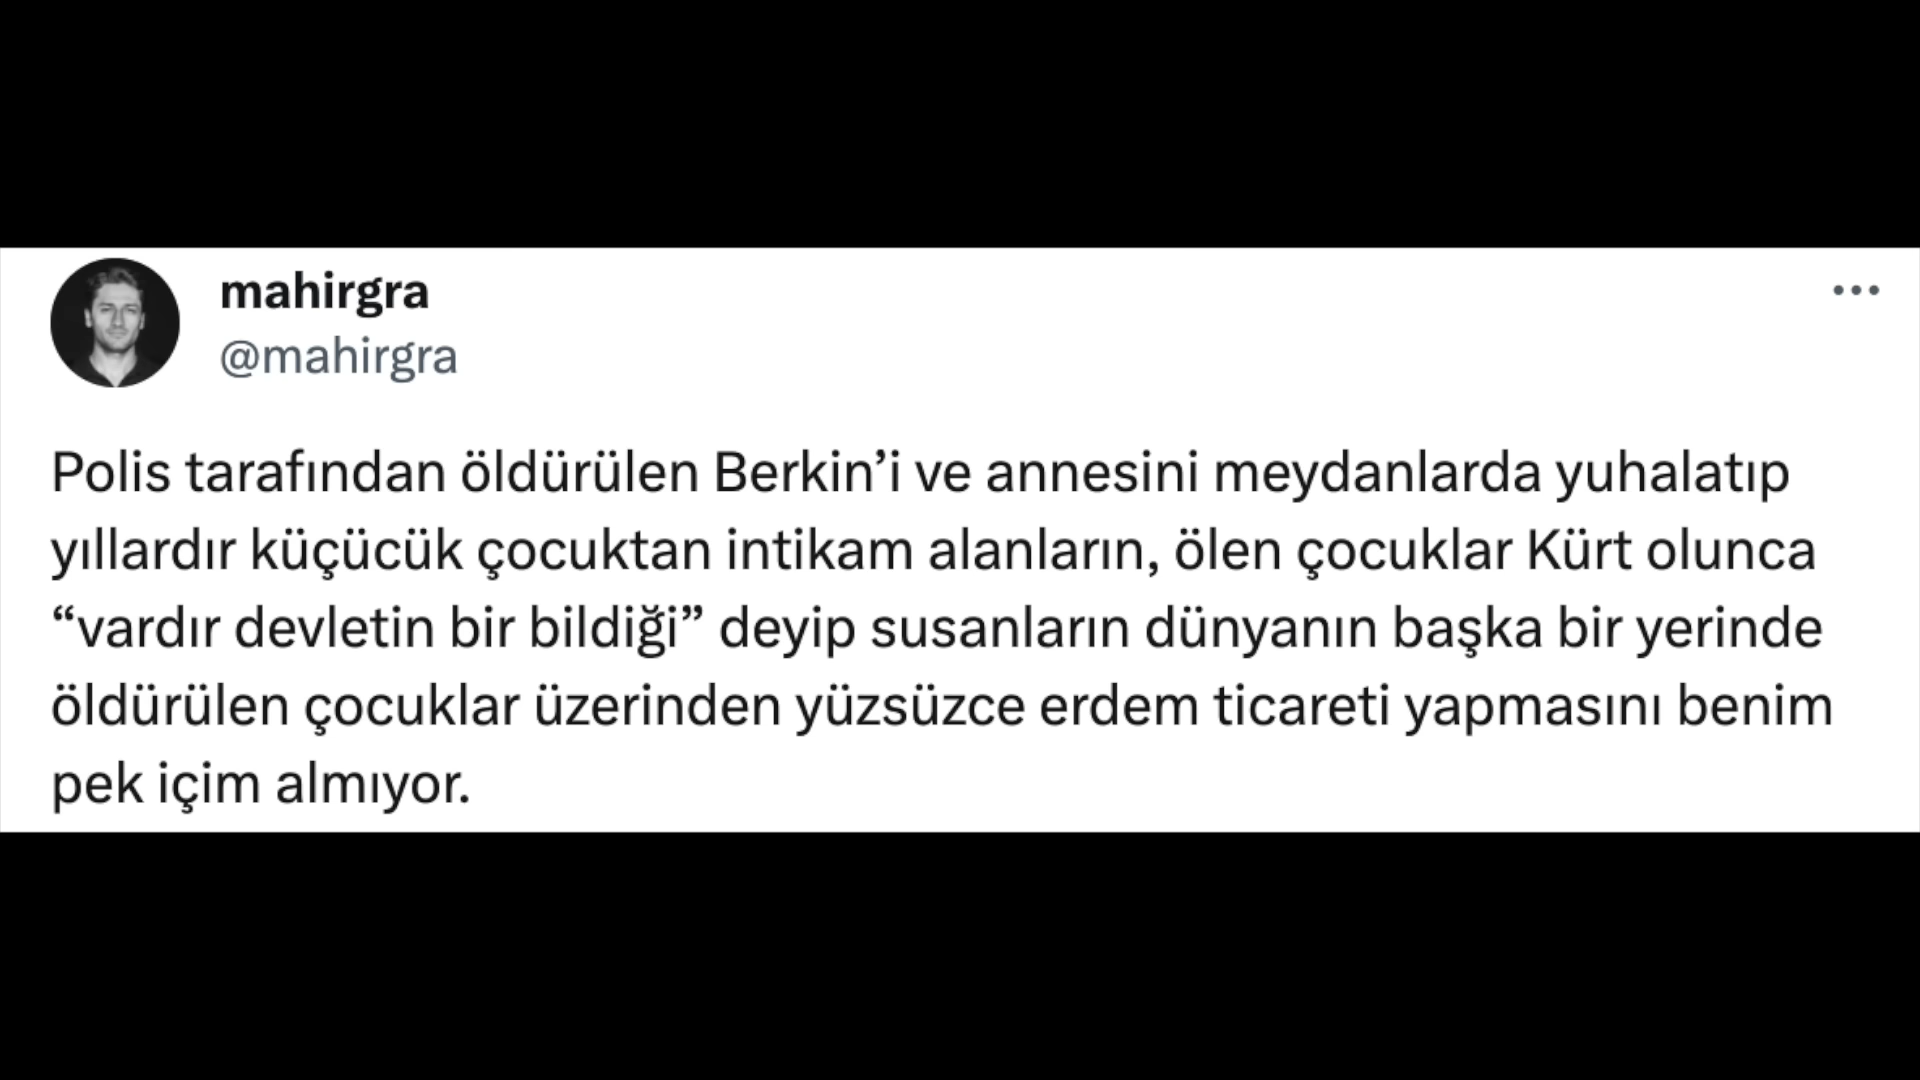 mahirgra
@mahirgra
Polis tarafından öldürülen Berkin’i ve annesini meydanlarda yuhalatıp
yıllardır küçücük çocuktan intikam alanların, ölen çocuklar Kürt olunca
“vardır devletin bir bildiği” deyip susanların dünyanın başka bir yerinde
öldürülen çocuklar üzerinden yüzsüzce erdem ticareti yapmasını benim
pek içim almıyor.